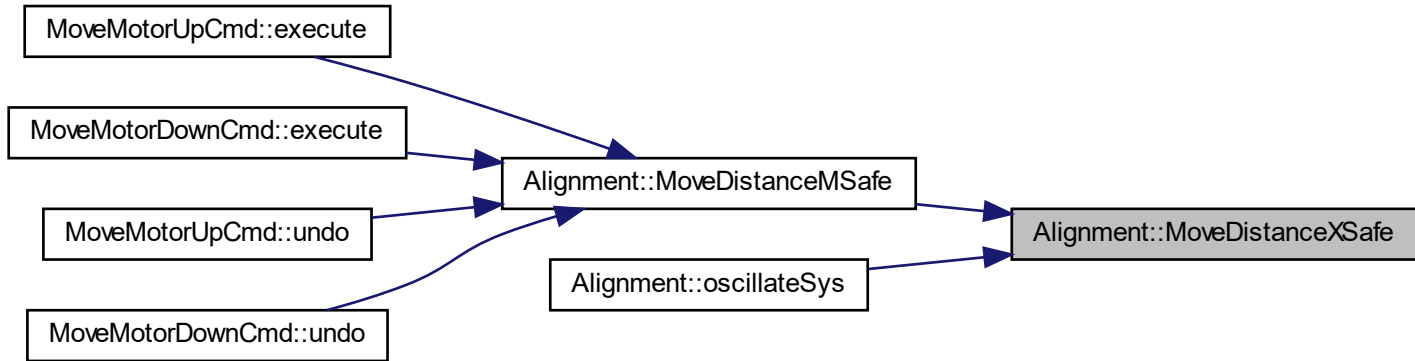 MoveMotorUpCmd::execute
MoveMotorDownCmd::execute
Alignment::MoveDistanceMSafe
MoveMotorUpCmd::undo
Alignment::MoveDistanceXSafe
Alignment::oscillateSys
MoveMotorDownCmd::undo